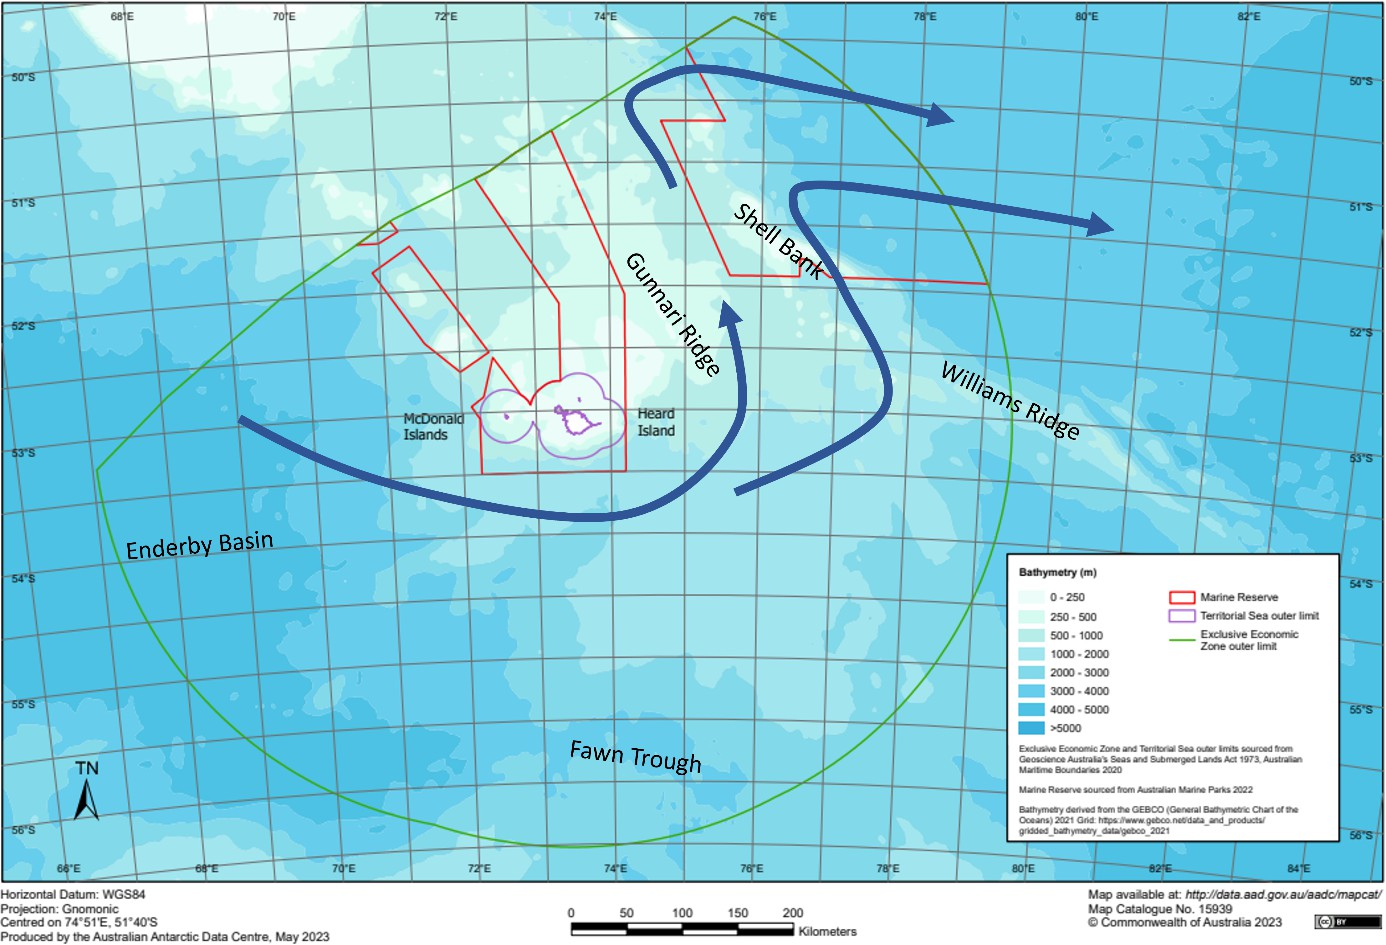 68°E 70°E 72°E 74°E 76°E 78°E 80°E 82°E
50°S 50°S
51°S 51°S
Shell Bank
Gunnari Ridge
52°S 52°S
Williams Ridge
McDonald
Islands
Heard
Island
53°S 53°S
Enderby Basin
54°S 54°S
55°S 55°S
Fawn Trough
TN
56°S 56°S
66°E 68°E 70°E 72°E 74°E 76°E 78°E 80°E 82°E 84°E
Bathymetry (m)
0 - 250
250 - 500
500 - 1000
1000 - 2000
2000 - 3000
3000 - 4000
4000 - 5000
>5000
Marine Reserve
Territorial Sea outer limit
Exclusive Economic
Zone outer limit
Exclusive Economic Zone and Territorial Sea outer limits sourced from
Geoscience Australia's Seas and Submerged Lands Act 1973, Australian
Maritime Boundaries 2020
Marine Reserve sourced from Australian Marine Parks 2022
Bathymetry derived from the GEBCO (General Bathymetric Chart of the
Oceans) 2021 Grid: https://www.gebco.net/data_and_products/
gridded_bathymetry_data/gebco_2021
Horizontal Datum: WGS84
Projection: Gnomonic
Centred on 74°51'E, 51°40'S
Produced by the Australian Antarctic Data Centre, May 2023
0 50 100 150 200
Kilometers
Map available at: http://data.aad.gov.au/aadc/mapcat/
Map Catalogue No. 15939
© Commonwealth of Australia 2023
cc BY